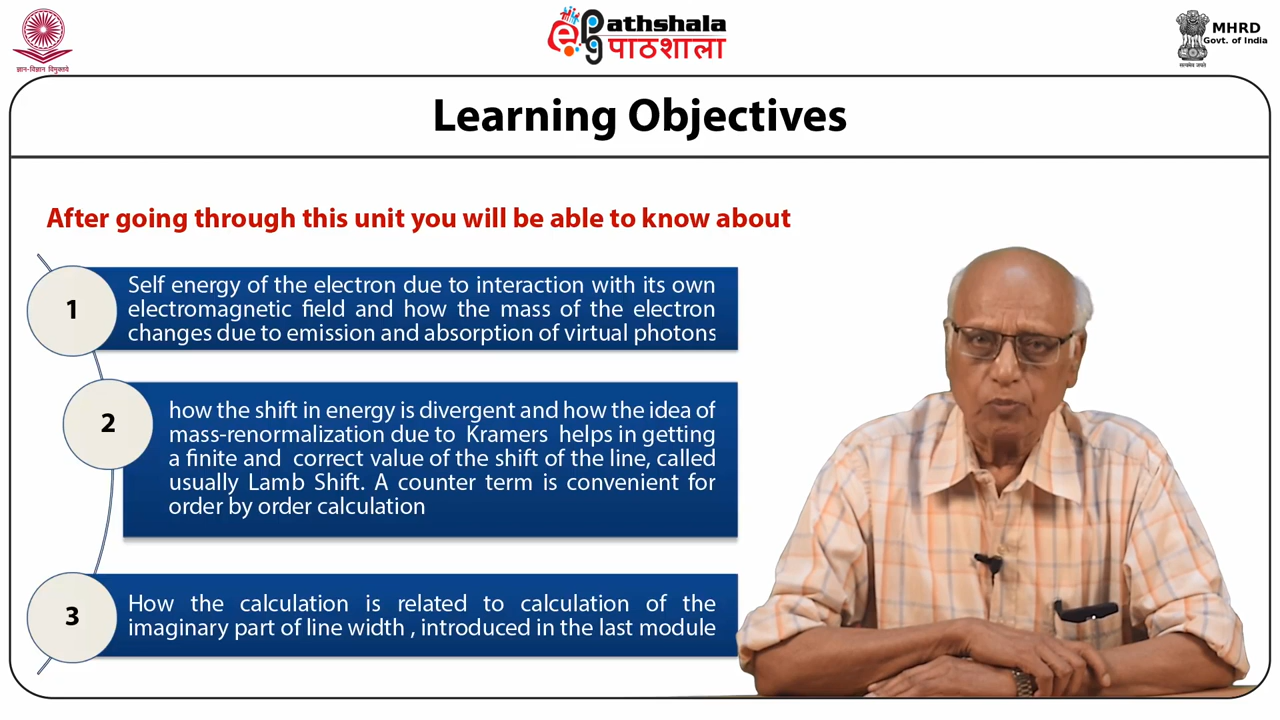 ज्ञान-विज्ञान विमुक्तये
ePathshala
पाठशाला
MHRD
Govt. of India
सत्यमेव जयते
Learning Objectives
After going through this unit you will be able to know about
1
Self energy of the electron due to interaction with its own
electromagnetic field and how the mass of the electron
changes due to emission and absorption of virtual photons
2
how the shift in energy is divergent and how the idea of
mass-renormalization due to Kramers helps in getting
a finite and correct value of the shift of the line, called
usually Lamb Shift. A counter term is convenient for
order by order calculation
3
How the calculation is related to calculation of the
imaginary part of line width , introduced in the last module